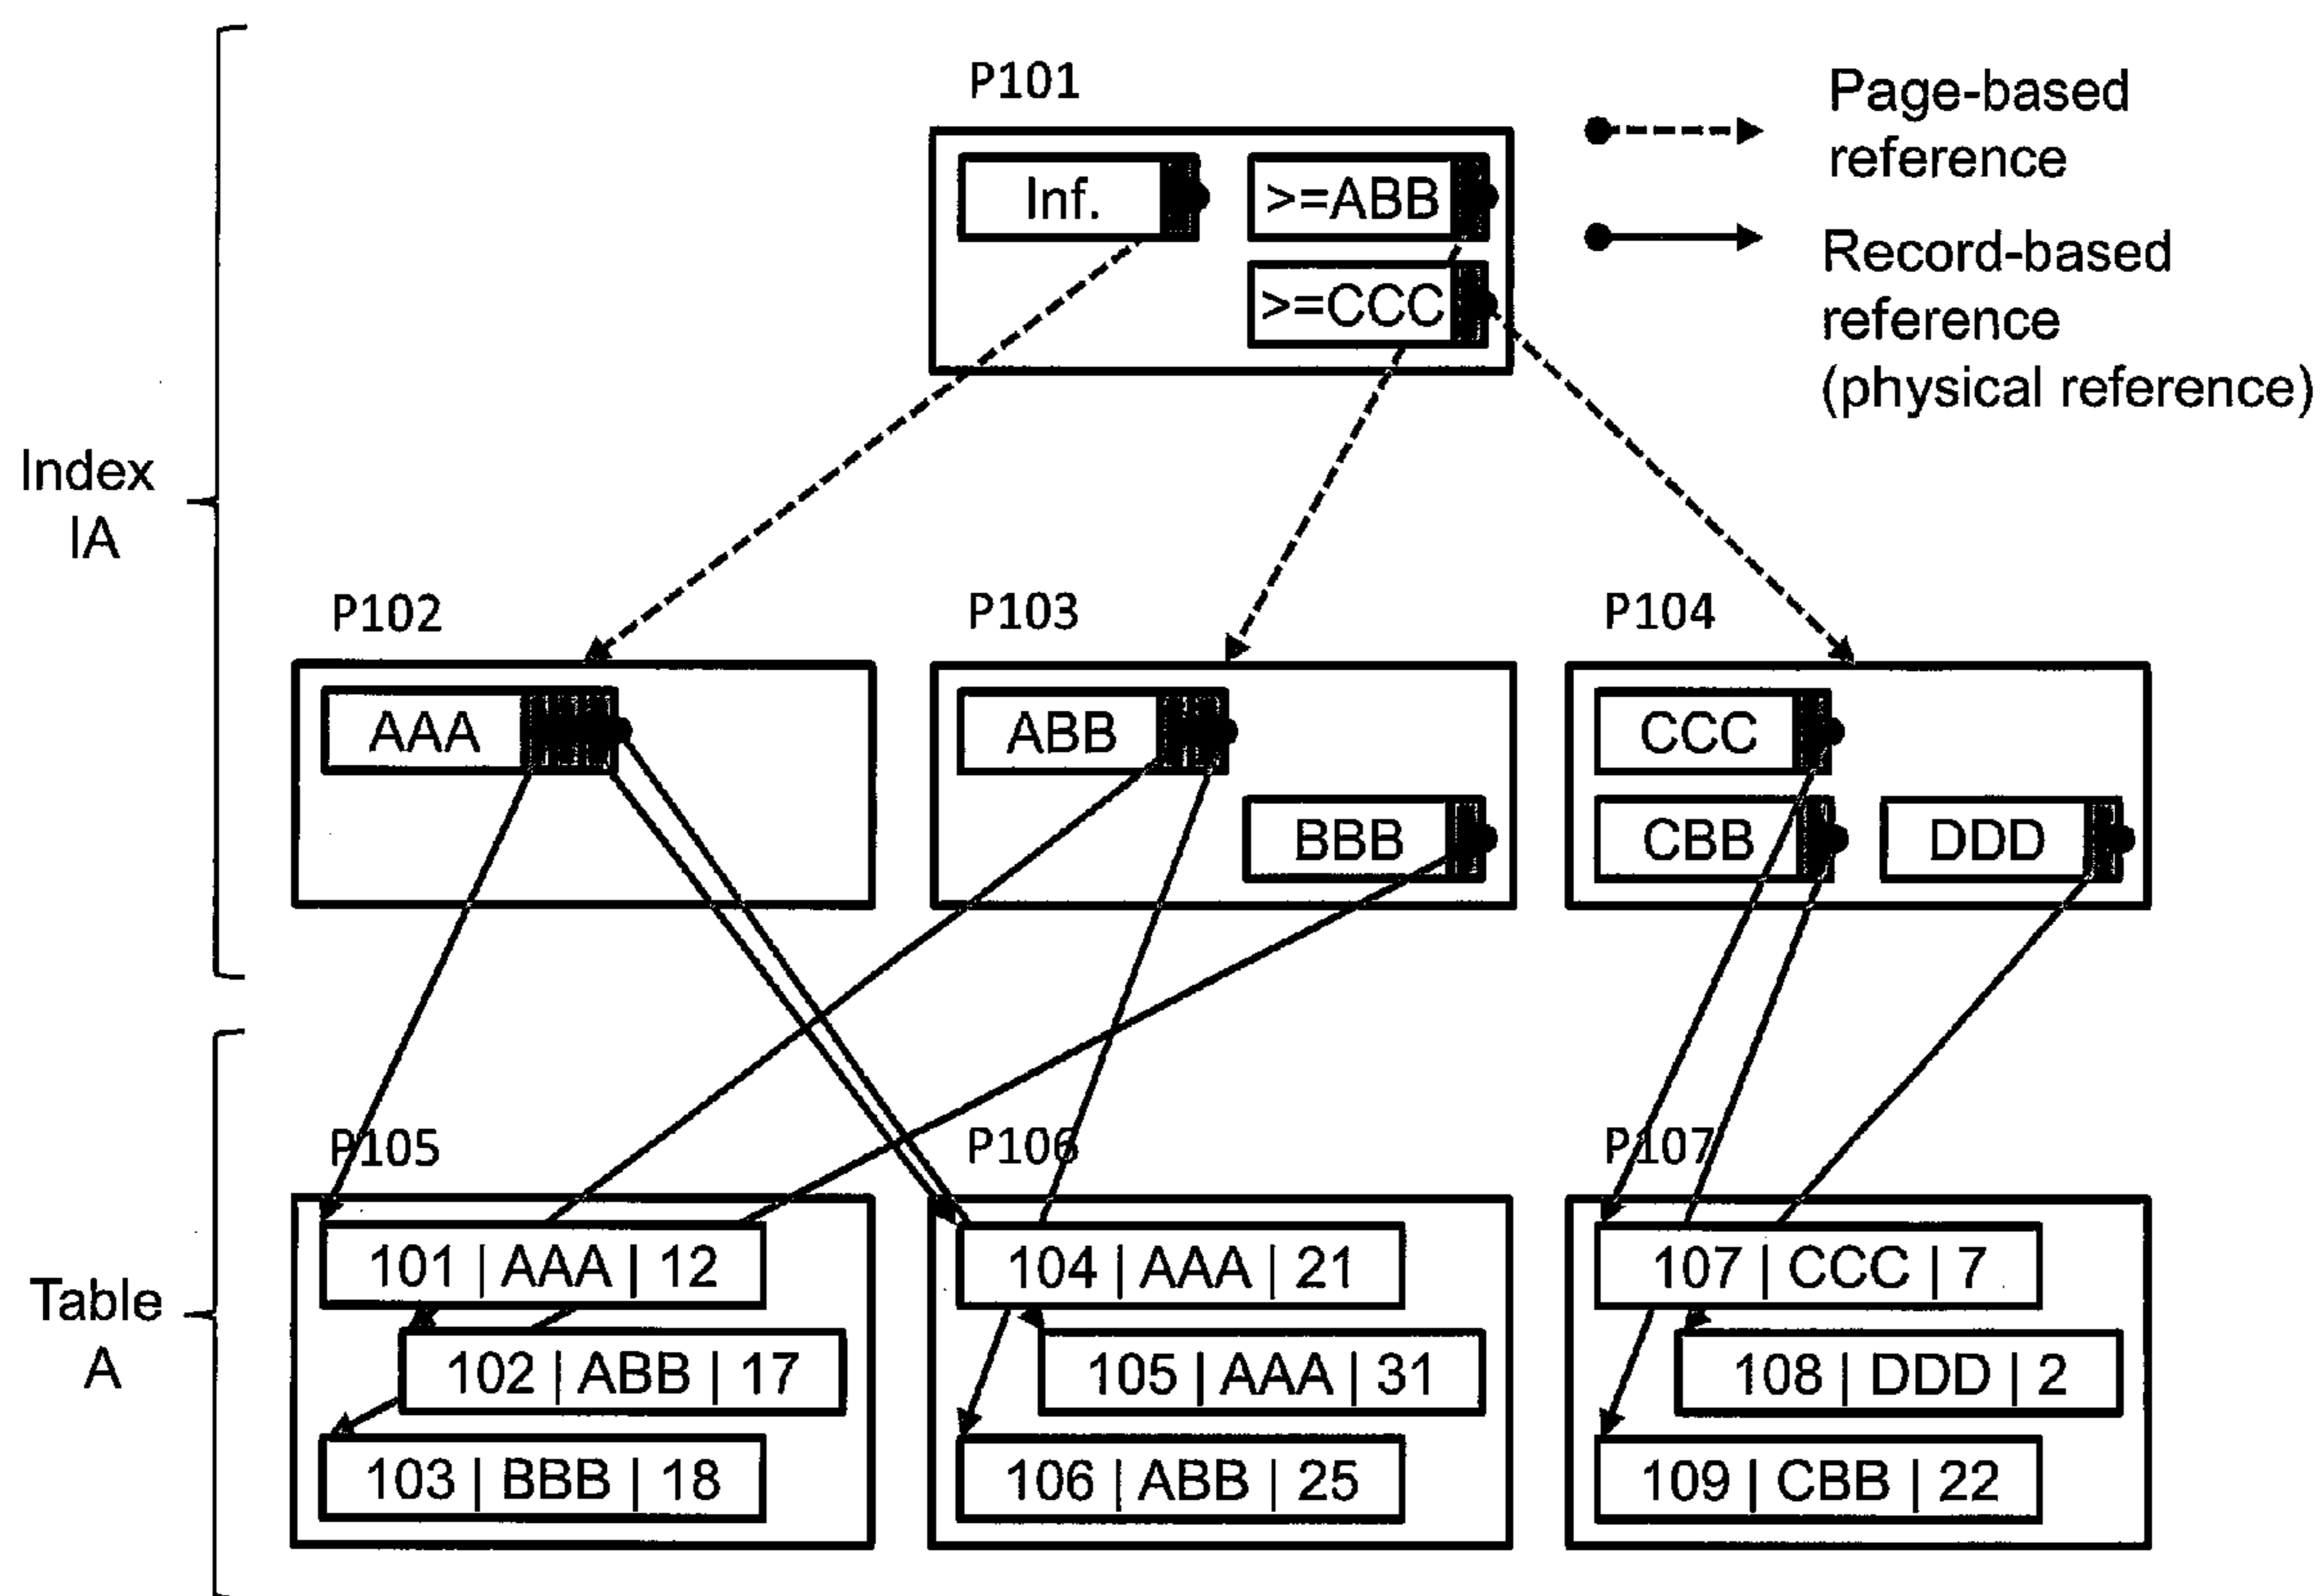 P101
Inf.
>=ABB
>=CCC
Page-based
reference
Record-based
reference
(physical reference)
Index
IA
P102
AAA
P103
ABB
BBB
P104
CCC
CBB
DDD
Table
A
P105
101 | AAA | 12
102 | ABB | 17
103 | BBB | 18
P106
104 | AAA | 21
105 | AAA | 31
106 | ABB | 25
P107
107 | CCC | 7
108 | DDD | 2
109 | CBB | 22